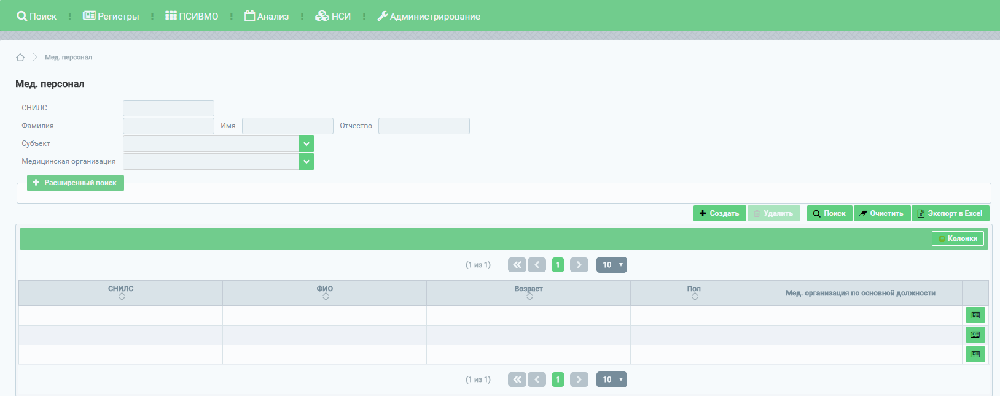 Поиск Регистры ПСИВМО Анализ НСИ Администрирование
Мед. персонал
Мед. персонал
СНИЛС
Фамилия Имя Отчество
Субъект
Медицинская организация
Расширенный поиск
Создать Удалить Поиск Очистить Экспорт в Excel
Колонки
(1 из 1) 1 10
СНИЛС ФИО Возраст Пол Мед. организация по основной должности
(1 из 1) 1 10